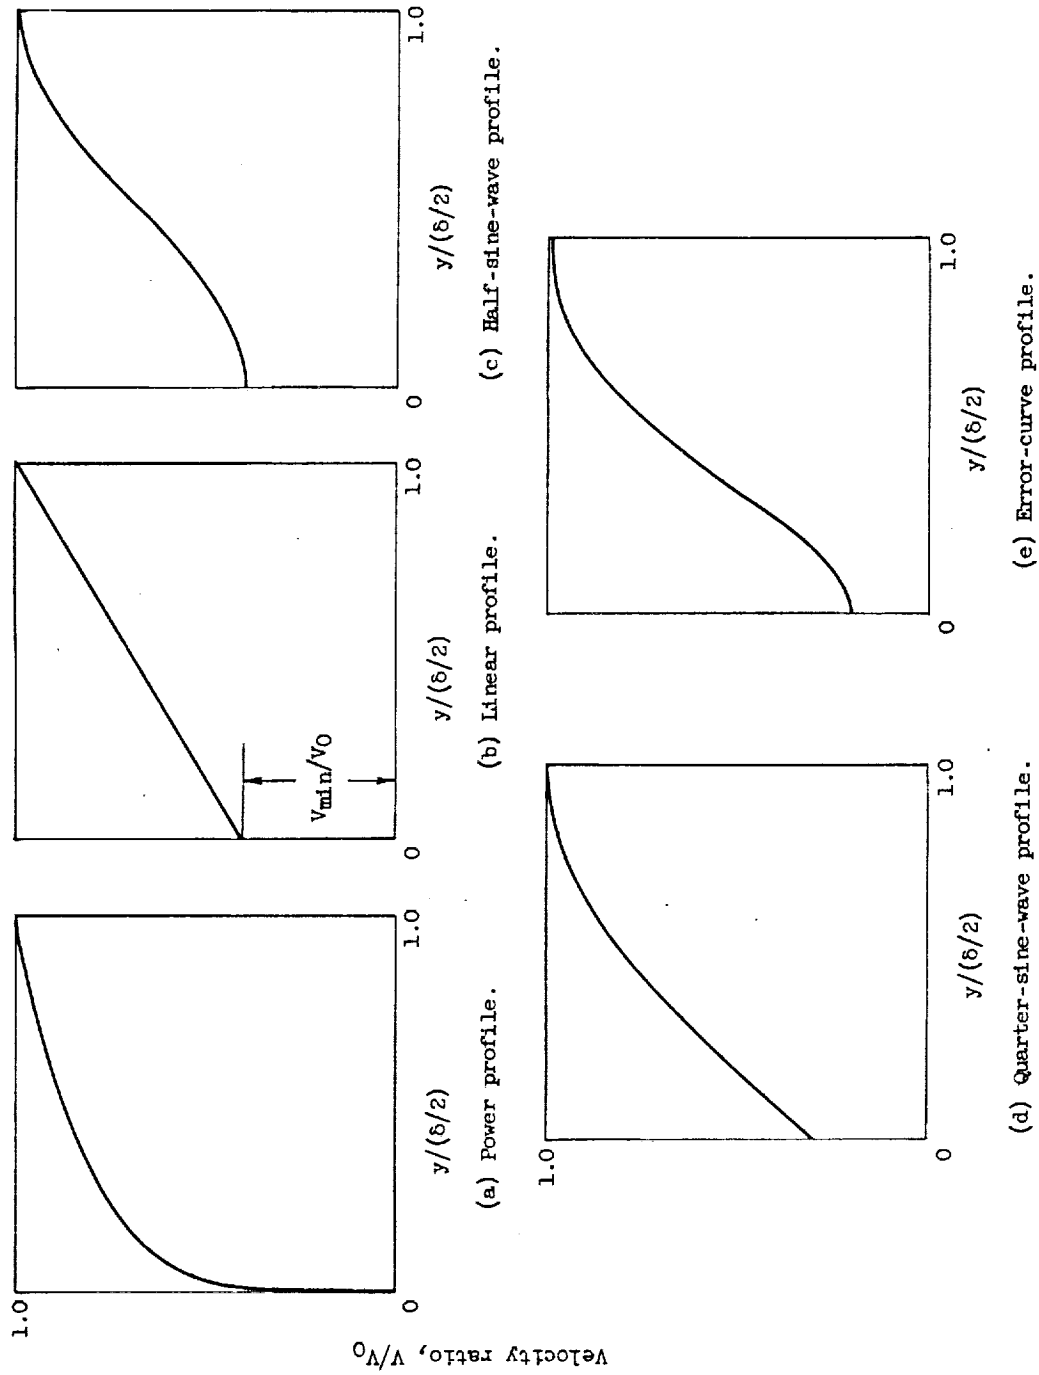 Velocity ratio, V/V0
1.0
0
1.0
y/(δ/2)
(a) Power profile.
Vmin/V0
0
1.0
y/(δ/2)
(b) Linear profile.
0
1.0
y/(δ/2)
(c) Half-sine-wave profile.
1.0
0
1.0
y/(δ/2)
(d) Quarter-sine-wave profile.
0
1.0
y/(δ/2)
(e) Error-curve profile.